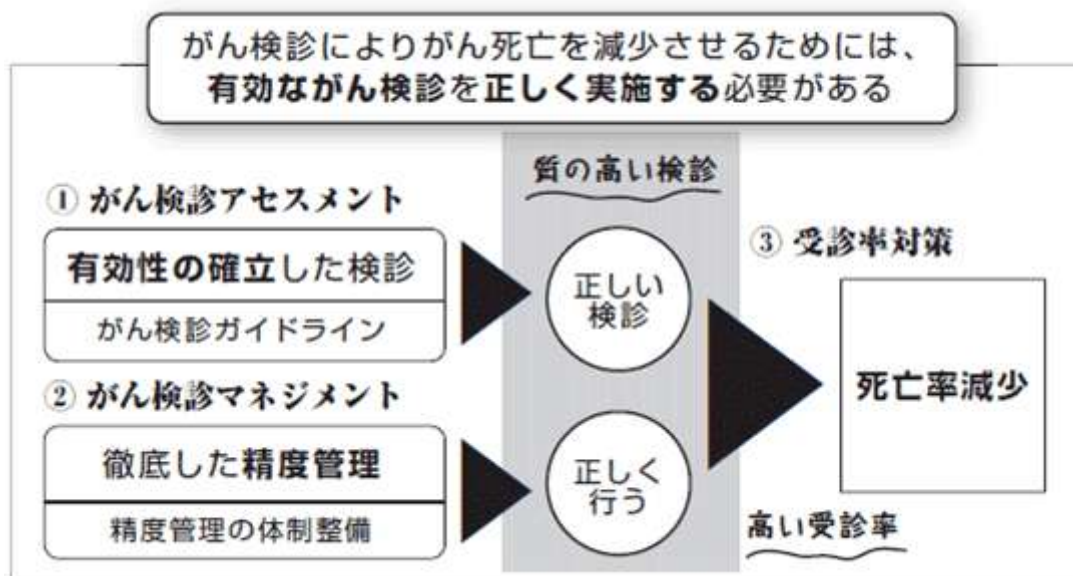 がん検診によりがん死亡を減少させるためには、
有効ながん検診を正しく実施する必要がある
質の高い検診
① がん検診アセスメント
有効性の確立した検診
がん検診ガイドライン
正しい
検診
② がん検診マネジメント
徹底した精度管理
精度管理の体制整備
正しく
行う
③ 受診率対策
死亡率減少
高い受診率